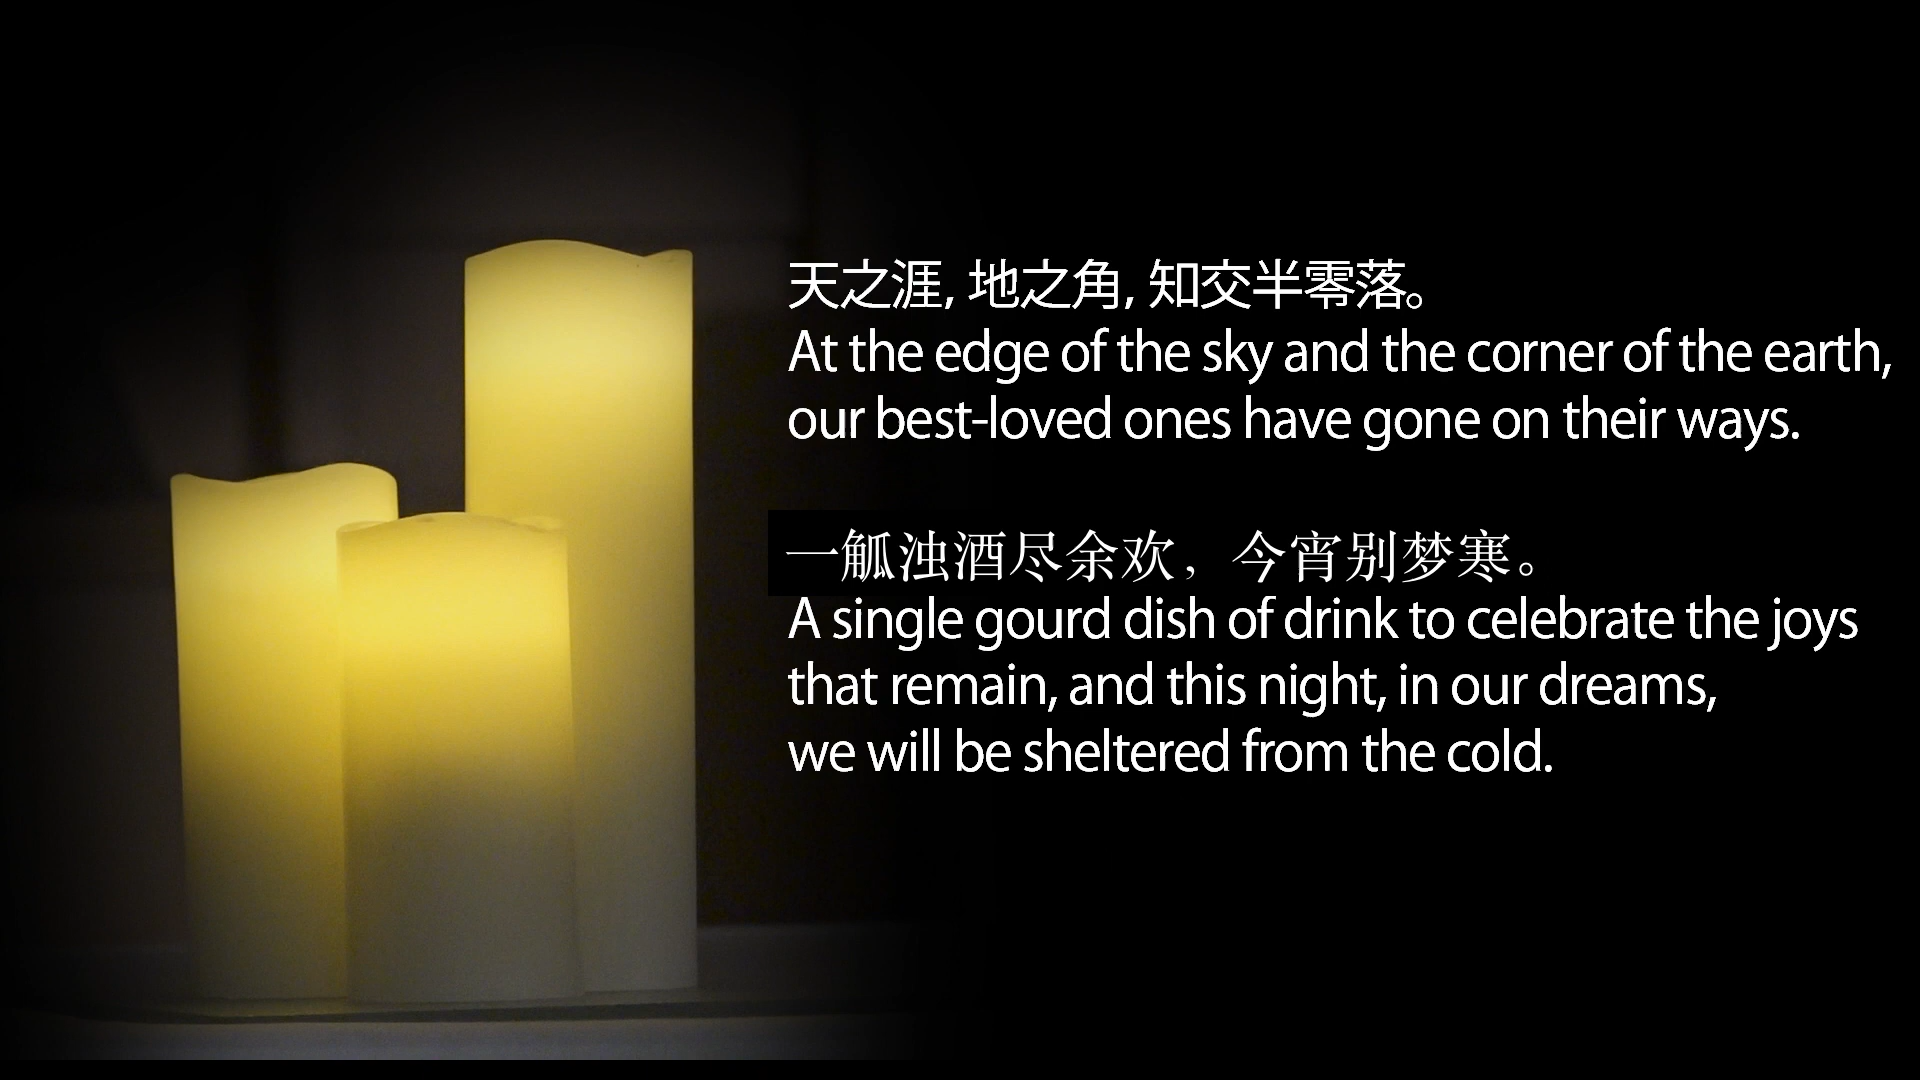 天之涯, 地之角, 知交半零落。
At the edge of the sky and the corner of the earth,
our best-loved ones have gone on their ways.
一觚浊酒尽余欢，今宵别梦寒。
A single gourd dish of drink to celebrate the joys
that remain, and this night, in our dreams,
we will be sheltered from the cold.